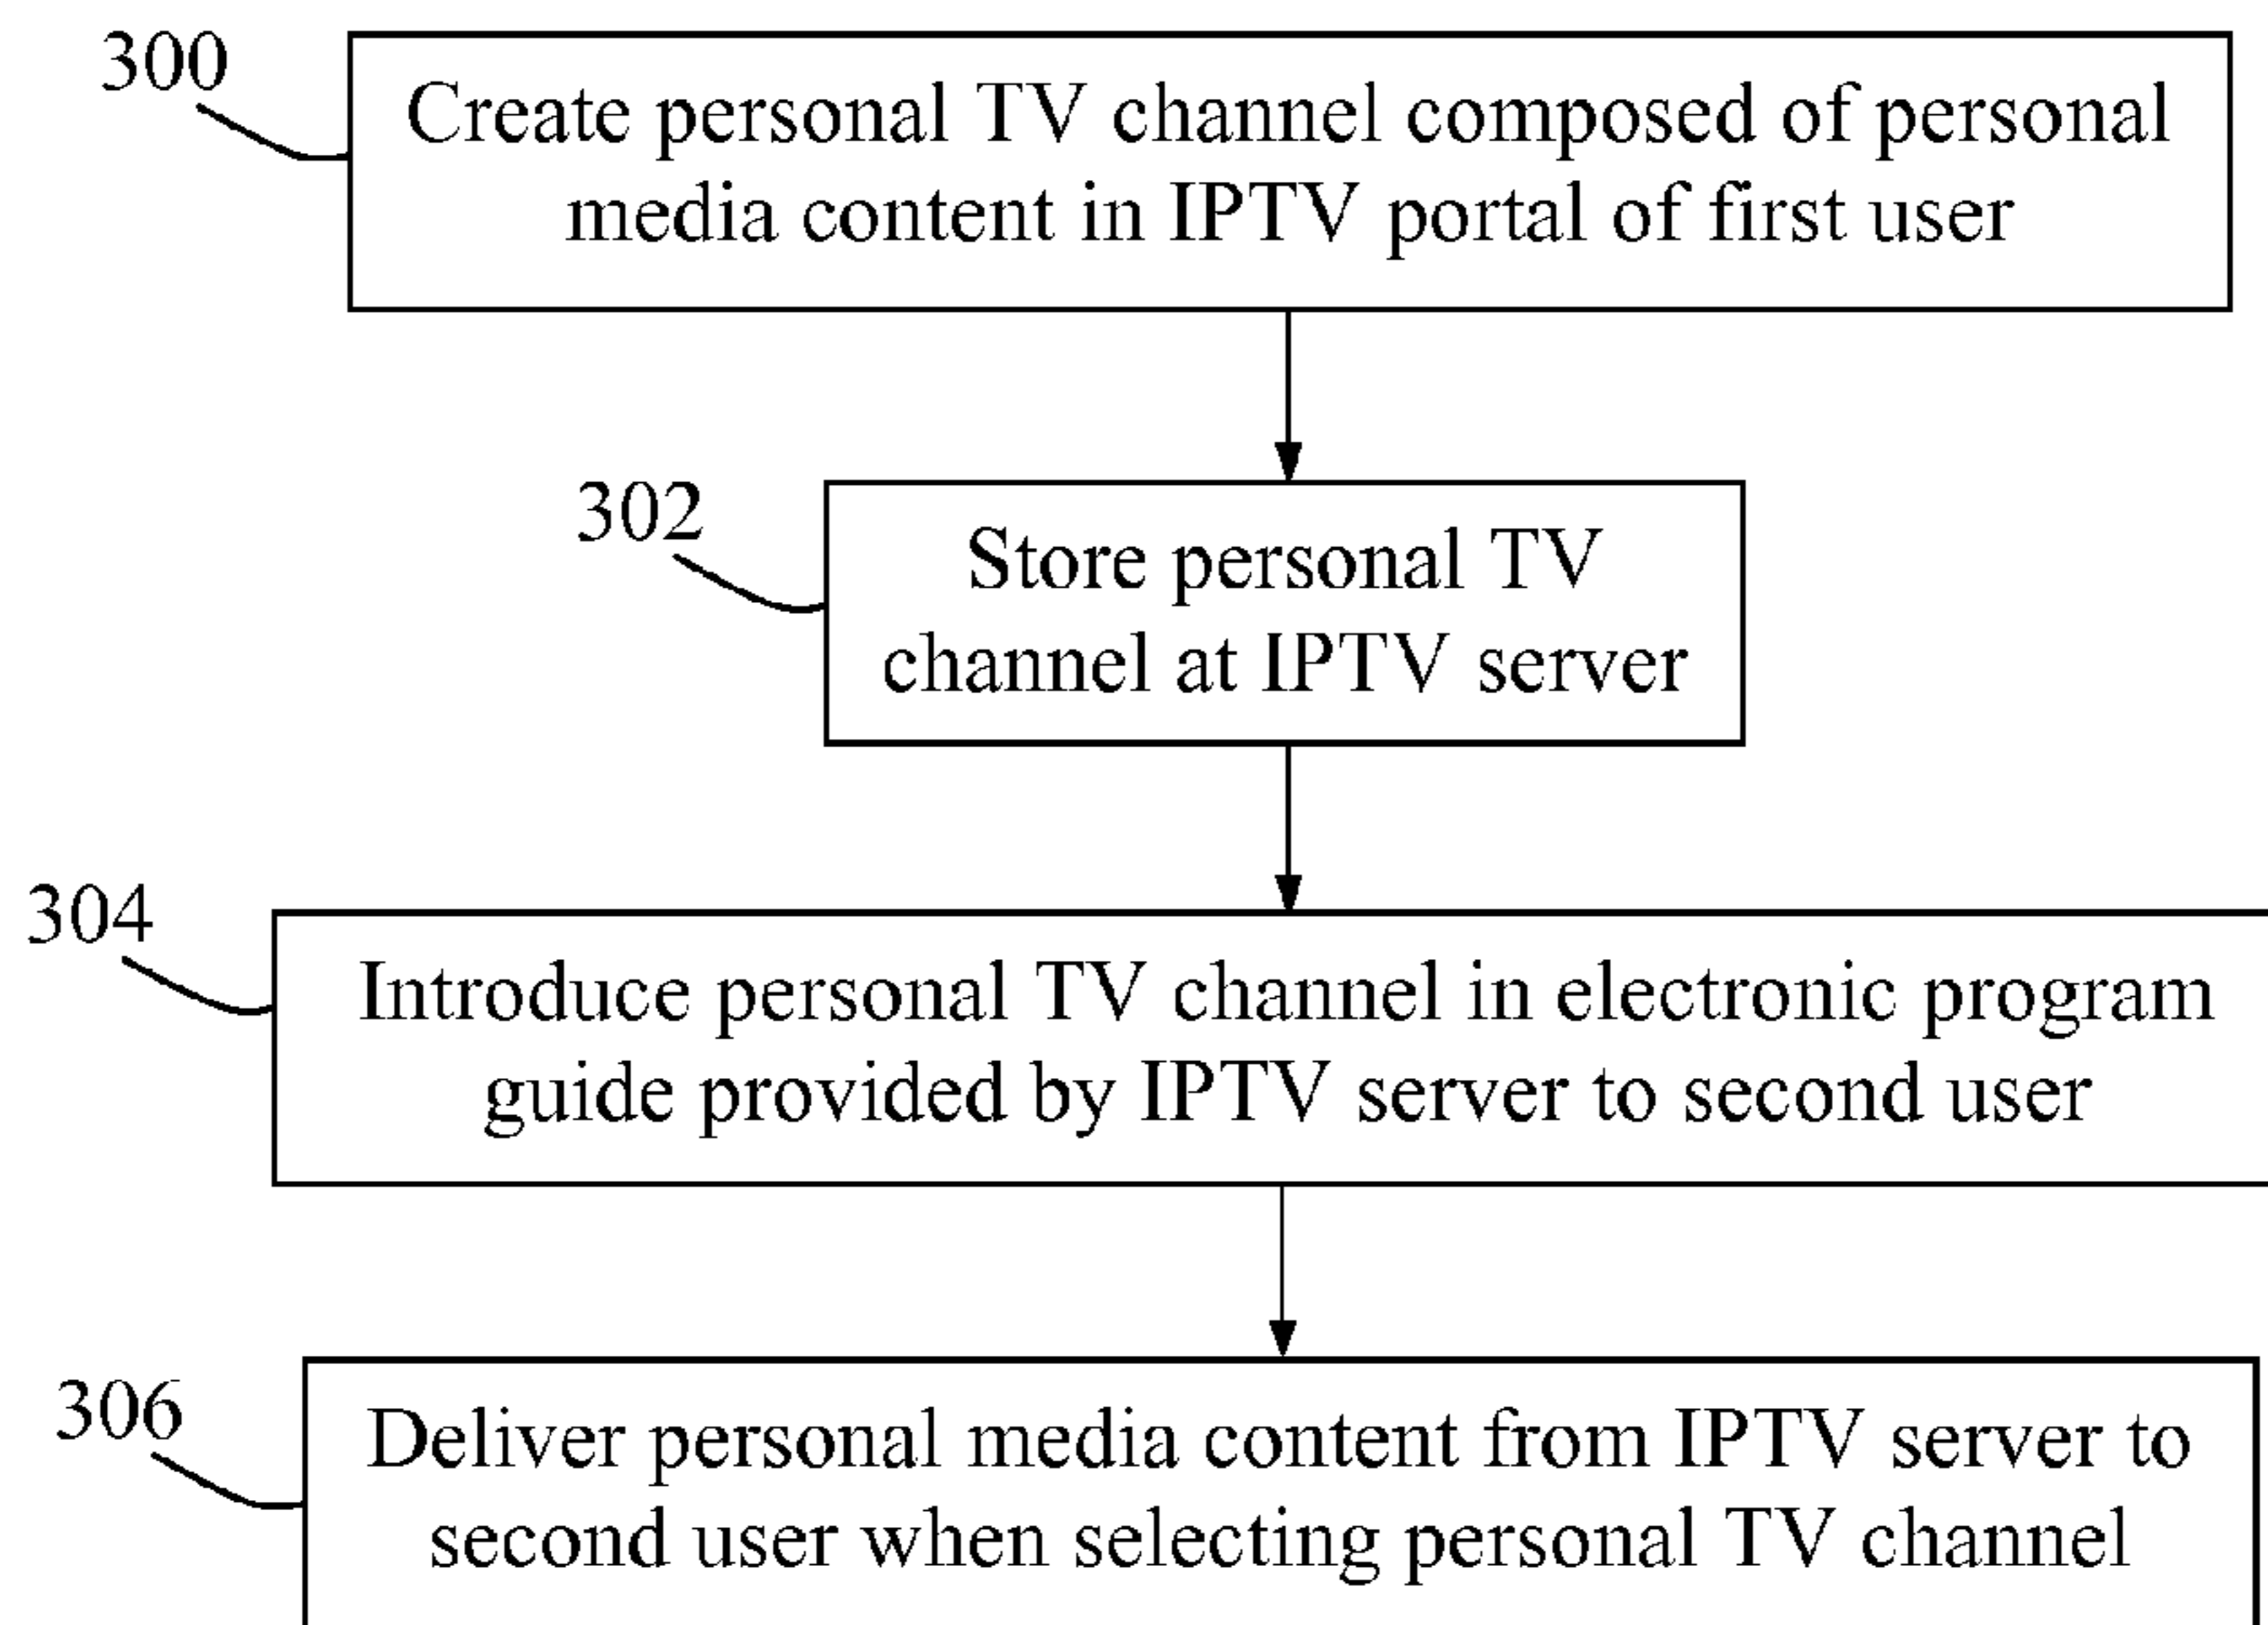 300
Create personal TV channel composed of personal
media content in IPTV portal of first user
302
Store personal TV
channel at IPTV server
304
Introduce personal TV channel in electronic program
guide provided by IPTV server to second user
306
Deliver personal media content from IPTV server to
second user when selecting personal TV channel